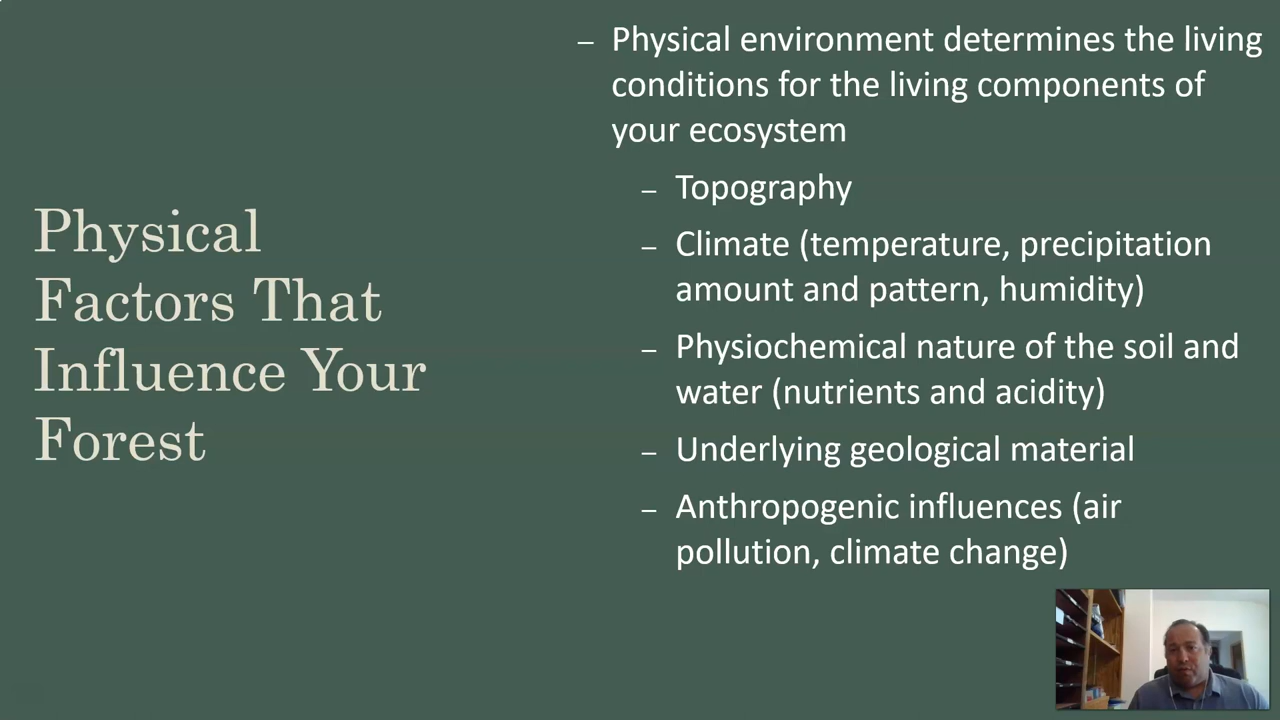 Physical
Factors That
Influence Your
Forest
– Physical environment determines the living
conditions for the living components of
your ecosystem
– Topography
– Climate (temperature, precipitation
amount and pattern, humidity)
– Physiochemical nature of the soil and
water (nutrients and acidity)
– Underlying geological material
– Anthropogenic influences (air
pollution, climate change)